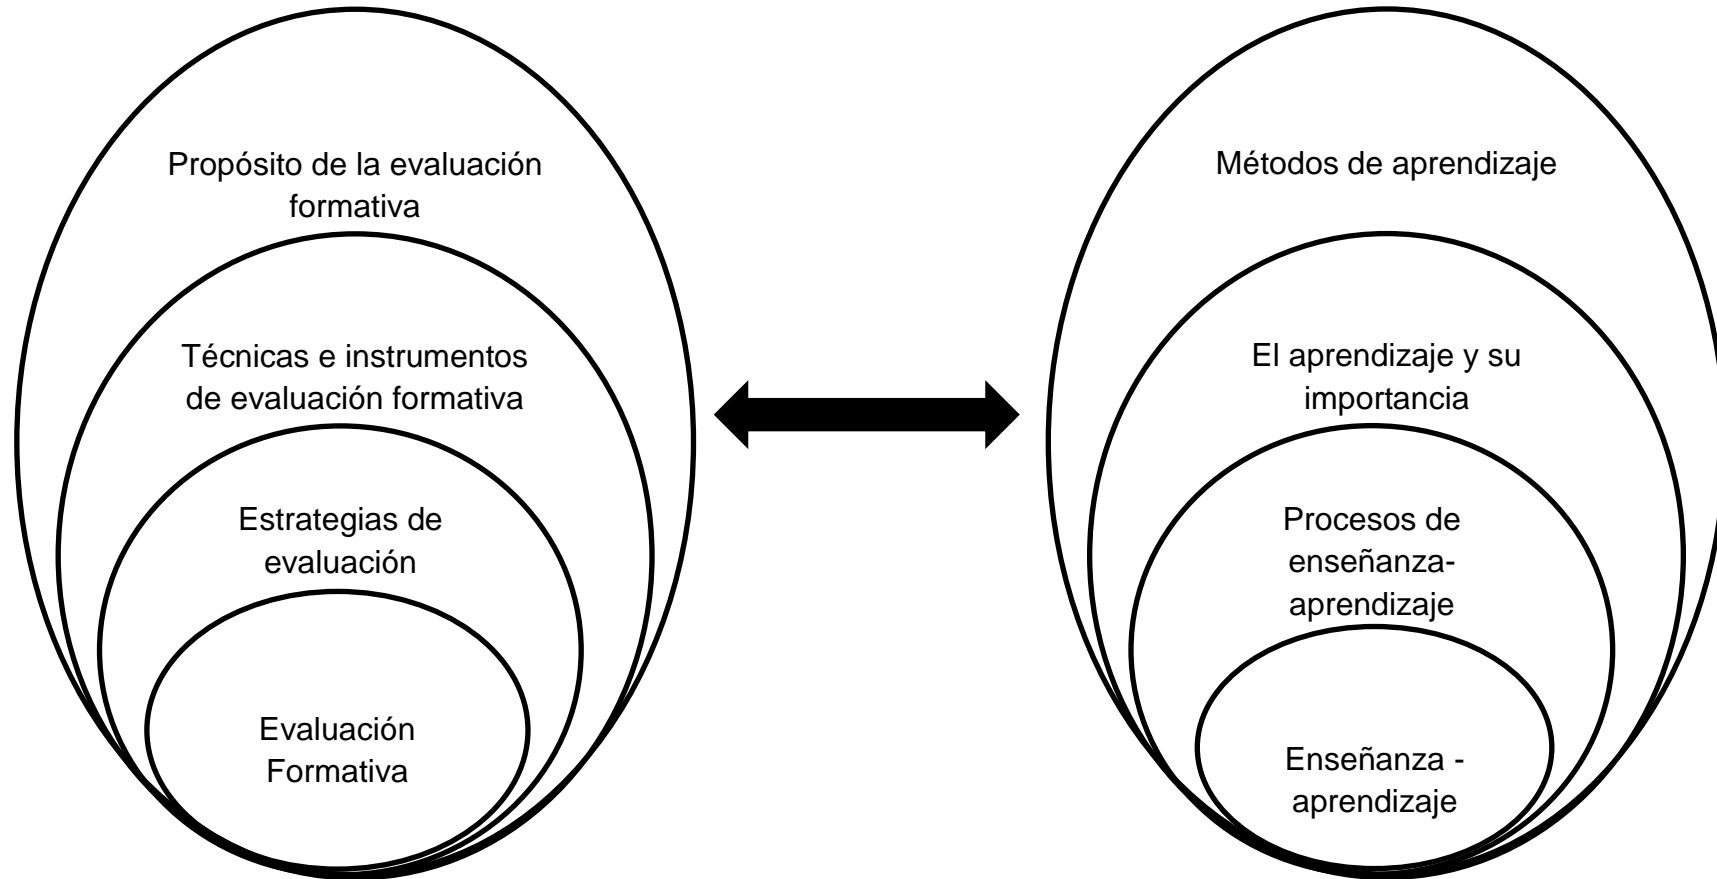 Propósito de la evaluación
formativa
Técnicas e instrumentos
de evaluación formativa
Estrategias de
evaluación
Evaluación
Formativa
Métodos de aprendizaje
El aprendizaje y su
importancia
Procesos de
enseñanza-
aprendizaje
Enseñanza -
aprendizaje